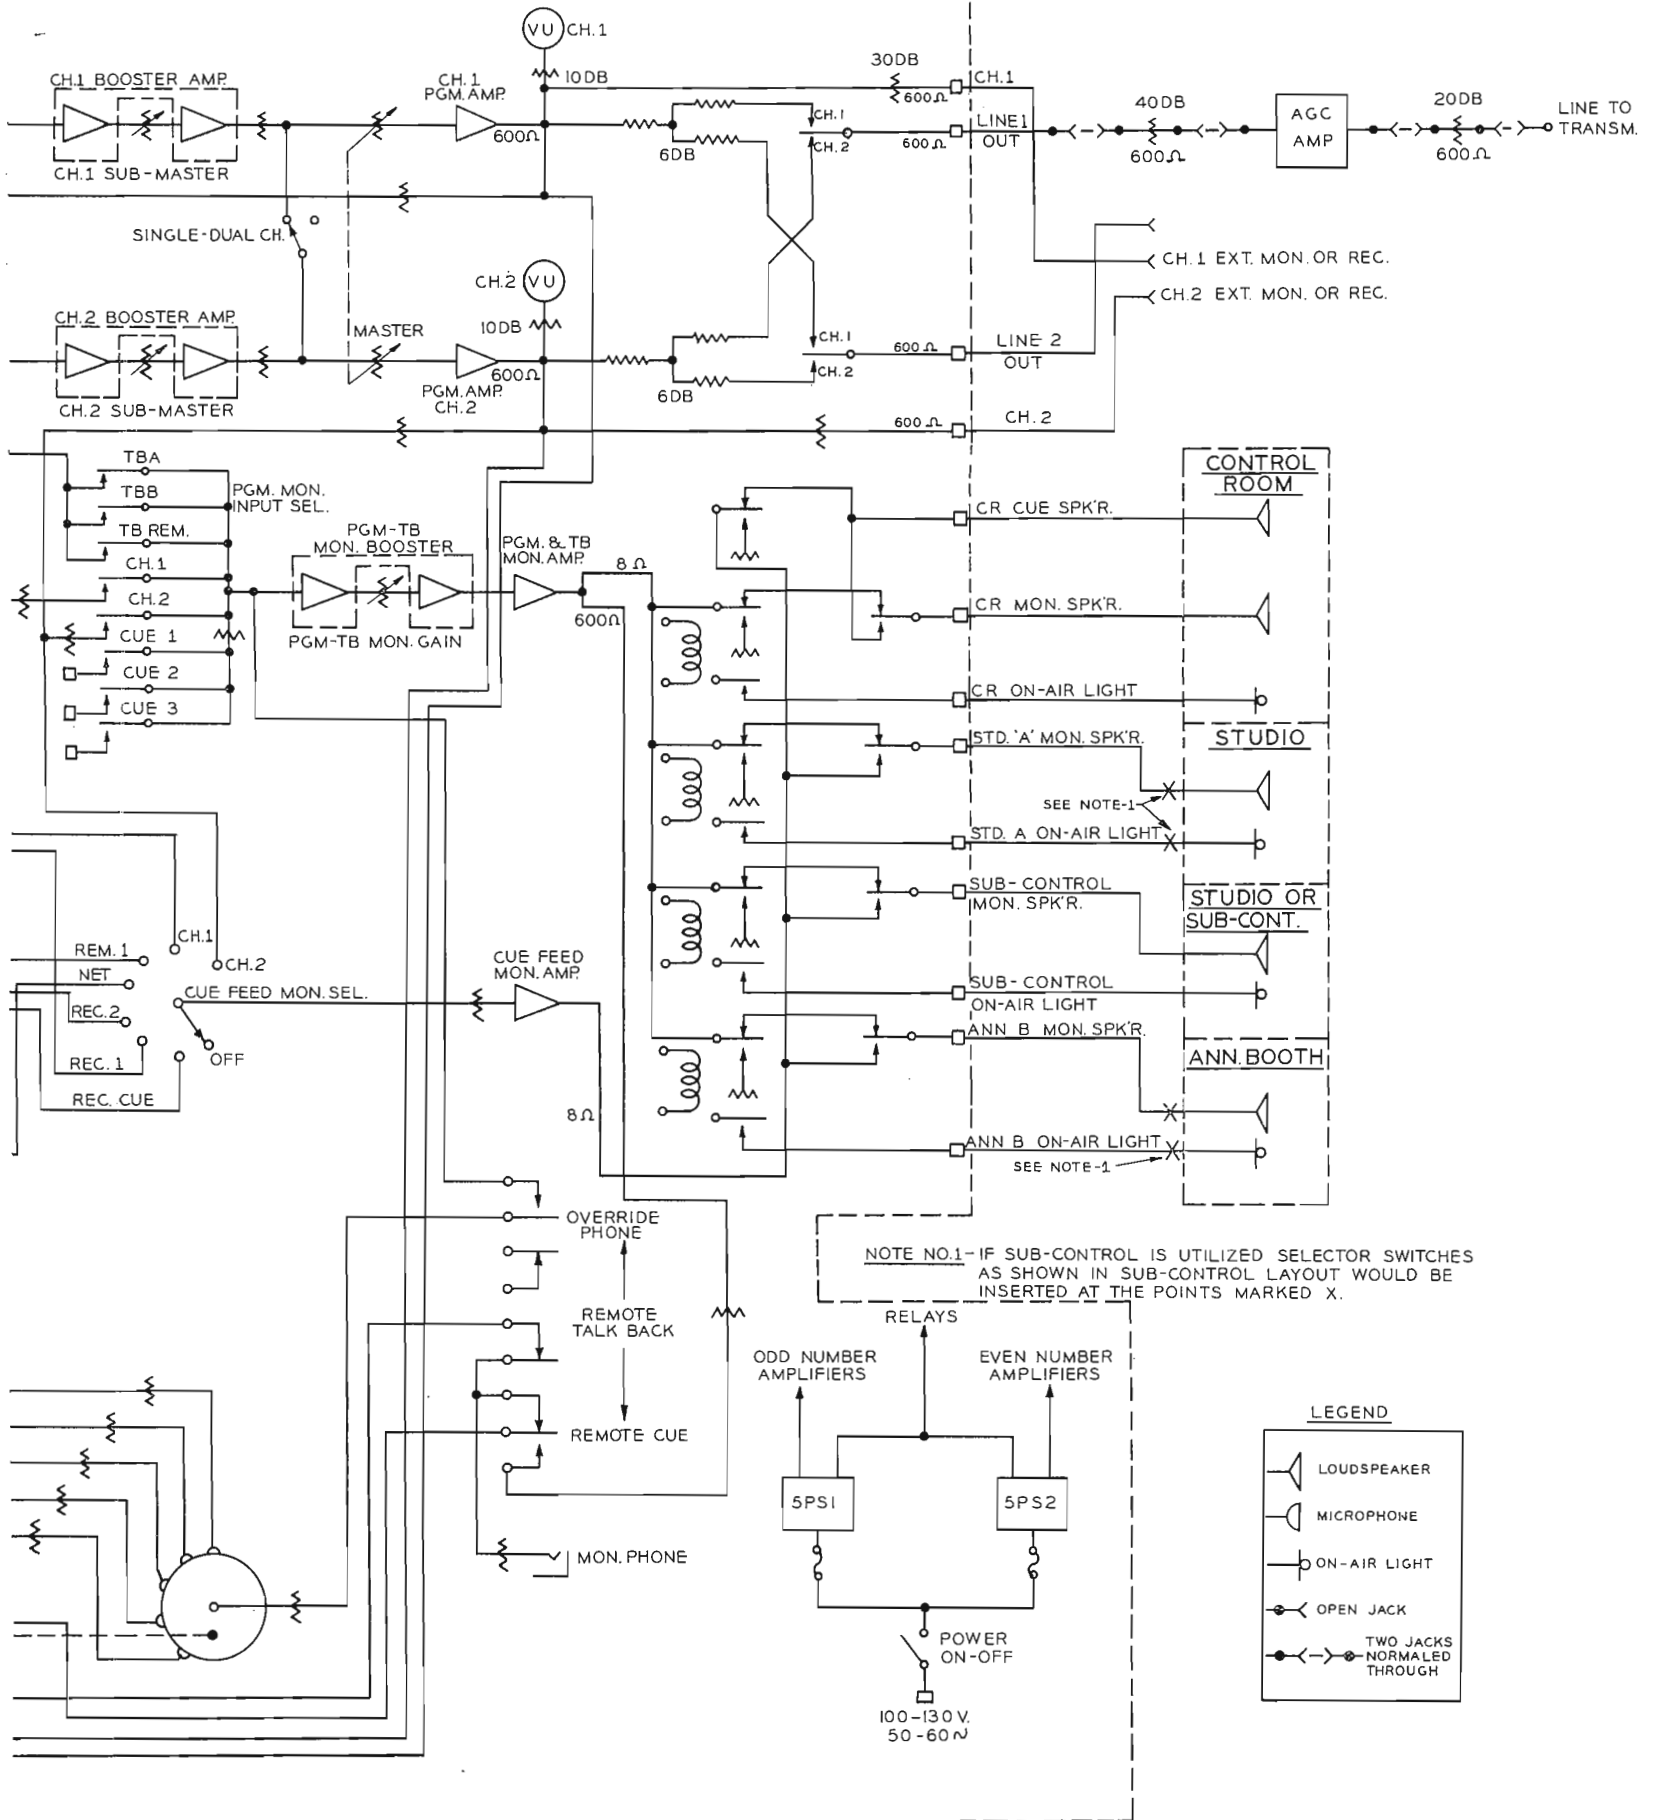 VU
CH.1
10DB
30DB
600Ω
CH.1
CH.1 BOOSTER AMP.
CH.1
PGM.AMP.
600Ω
6DB
CH.1
CH.2
600Ω
LINE 1
OUT
40DB
600Ω
AGC
AMP
20DB
600Ω
LINE TO
TRANSM.
CH.1 SUB-MASTER
SINGLE-DUAL CH.
CH.2
VU
10DB
CH.1 EXT. MON. OR REC.
CH.2 EXT. MON. OR REC.
CH.2 BOOSTER AMP.
MASTER
600Ω
PGM.AMP.
CH.2
6DB
CH.1
CH.2
600Ω
LINE 2
OUT
CH.2 SUB-MASTER
600Ω
CH.2
TBA
TBB
TB REM.
CH.1
CH.2
CUE 1
CUE 2
CUE 3
PGM. MON.
INPUT SEL.
PGM-TB
MON. BOOSTER
PGM-TB MON. GAIN
PGM. & TB
MON. AMP.
8Ω
600Ω
CR CUE SPK'R.
CR MON. SPK'R.
CR ON-AIR LIGHT
CONTROL
ROOM
STD. 'A' MON. SPK'R.
SEE NOTE-1
STD. A ON-AIR LIGHT
STUDIO
SUB-CONTROL
MON. SPK'R.
SUB-CONTROL
ON-AIR LIGHT
STUDIO OR
SUB-CONT.
ANN B MON. SPK'R.
ANN B ON-AIR LIGHT
SEE NOTE-1
ANN. BOOTH
REM. 1
NET
REC. 2
REC. 1
REC. CUE
CH.1
CH.2
CUE FEED MON. SEL.
OFF
CUE FEED
MON. AMP.
8Ω
OVERRIDE
PHONE
REMOTE
TALK BACK
REMOTE CUE
MON. PHONE
NOTE NO.1-IF SUB-CONTROL IS UTILIZED SELECTOR SWITCHES
AS SHOWN IN SUB-CONTROL LAYOUT WOULD BE
INSERTED AT THE POINTS MARKED X.
RELAYS
ODD NUMBER
AMPLIFIERS
EVEN NUMBER
AMPLIFIERS
5PS1
5PS2
POWER
ON-OFF
100-130V.
50-60~
LEGEND
LOUDSPEAKER
MICROPHONE
ON-AIR LIGHT
OPEN JACK
TWO JACKS
NORMALED
THROUGH